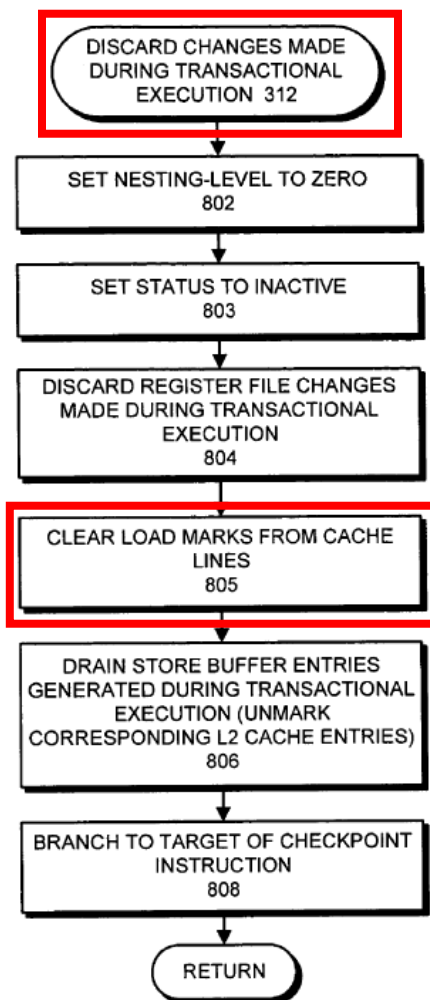 DISCARD CHANGES MADE
DURING TRANSACTIONAL
EXECUTION 312
SET NESTING-LEVEL TO ZERO
802
SET STATUS TO INACTIVE
803
DISCARD REGISTER FILE CHANGES
MADE DURING TRANSACTIONAL
EXECUTION
804
CLEAR LOAD MARKS FROM CACHE
LINES
805
DRAIN STORE BUFFER ENTRIES
GENERATED DURING TRANSACTIONAL
EXECUTION (UNMARK
CORRESPONDING L2 CACHE ENTRIES)
806
BRANCH TO TARGET OF CHECKPOINT
INSTRUCTION
808
RETURN